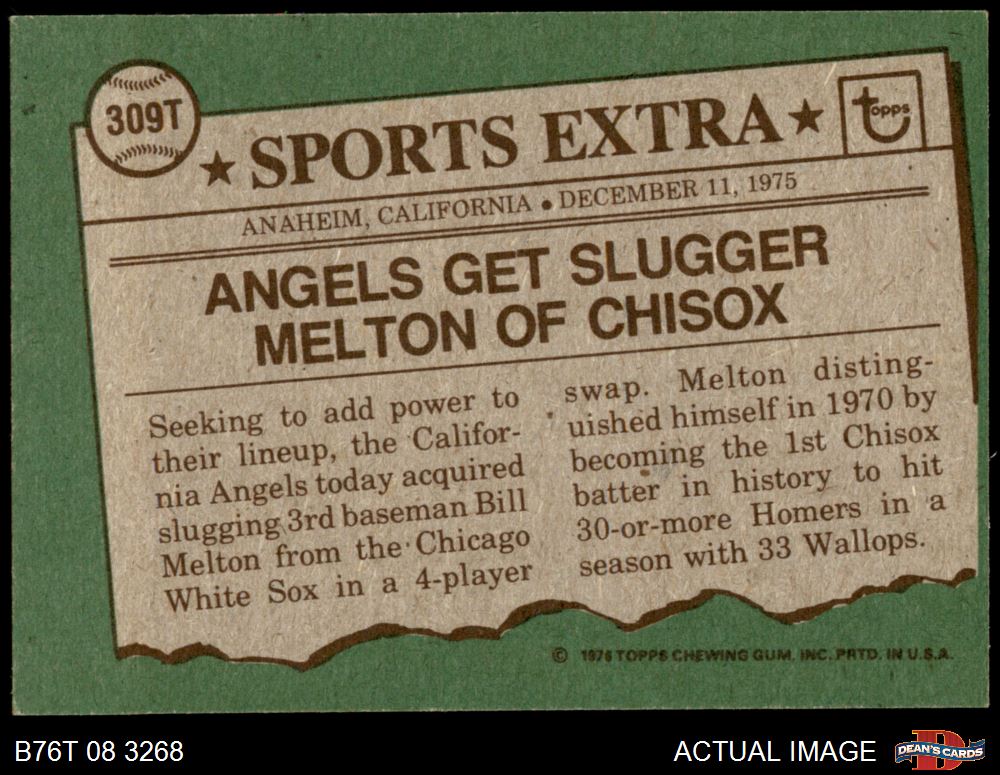 309T
★ SPORTS EXTRA ★
topps
ANAHEIM, CALIFORNIA ● DECEMBER 11, 1975
ANGELS GET SLUGGER
MELTON OF CHISOX
Seeking to add power to
their lineup, the Califor-
nia Angels today acquired
slugging 3rd baseman Bill
Melton from the Chicago
White Sox in a 4-player
swap. Melton disting-
uished himself in 1970 by
becoming the 1st Chisox
batter in history to hit
30-or-more Homers in a
season with 33 Wallops.
© 1976 TOPPS CHEWING GUM, INC. PRTD. IN U.S.A.
B76T 08 3268
ACTUAL IMAGE
DEAN'S CARDS